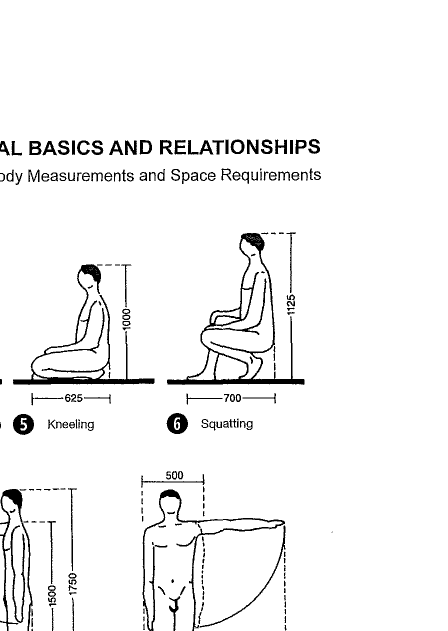 AL BASICS AND RELATIONSHIPS
ody Measurements and Space Requirements
1000
1125
625
700
5 Kneeling
6 Squatting
500
1750
1500